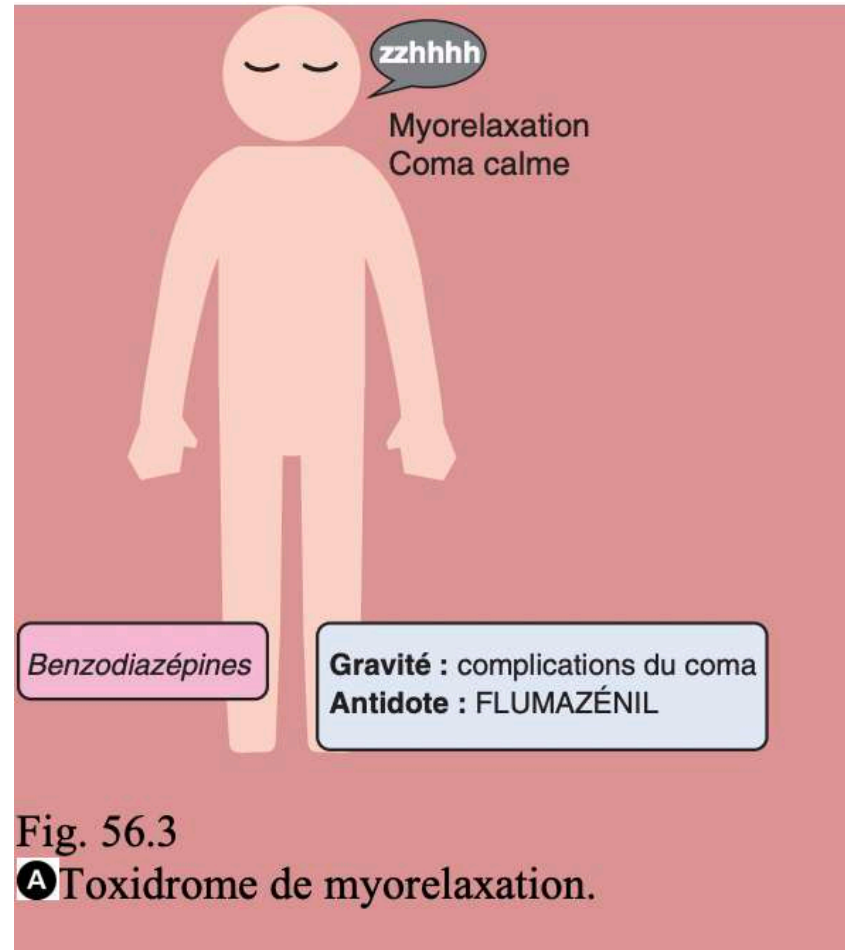 zzhhhh
Myorelaxation
Coma calme
Benzodiazépines
Gravité : complications du coma
Antidote : FLUMAZÉNIL
Fig. 56.3
A Toxidrome de myorelaxation.